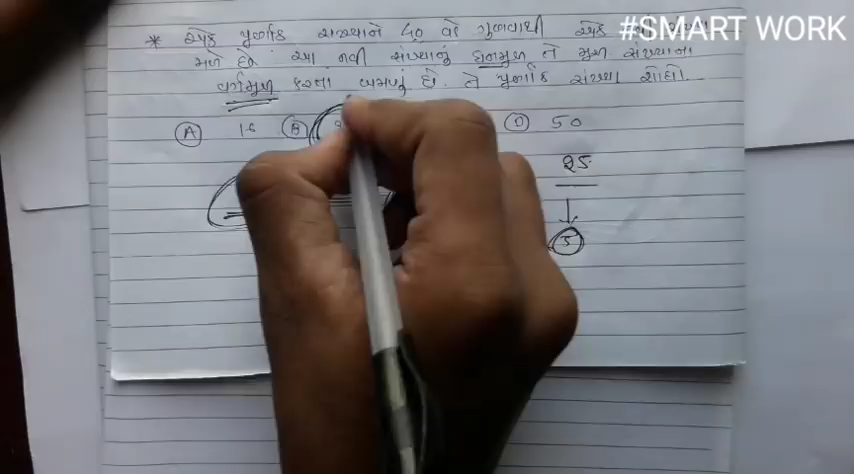 #SMART WORK
* એક પૂર્ણાંક સંખ્યાને 40 વડે ગુણવાથી એક
મળે છે. આ નવી સંખ્યાનું ઘનમૂળ તે મૂળ સંખ્યાના
વર્ગમૂળ કરતા બમણું છે. તે પૂર્ણાંક સંખ્યા શોધો.
A 16 B D 50
25
5